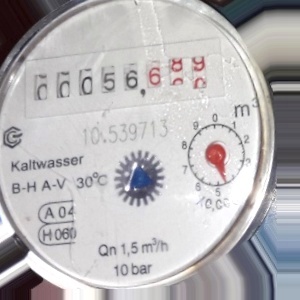 00056,689
m³
10.539713
Kaltwasser
B-H A-V 30°C
A 04
H 060
Qn 1,5 m³/h
10 bar